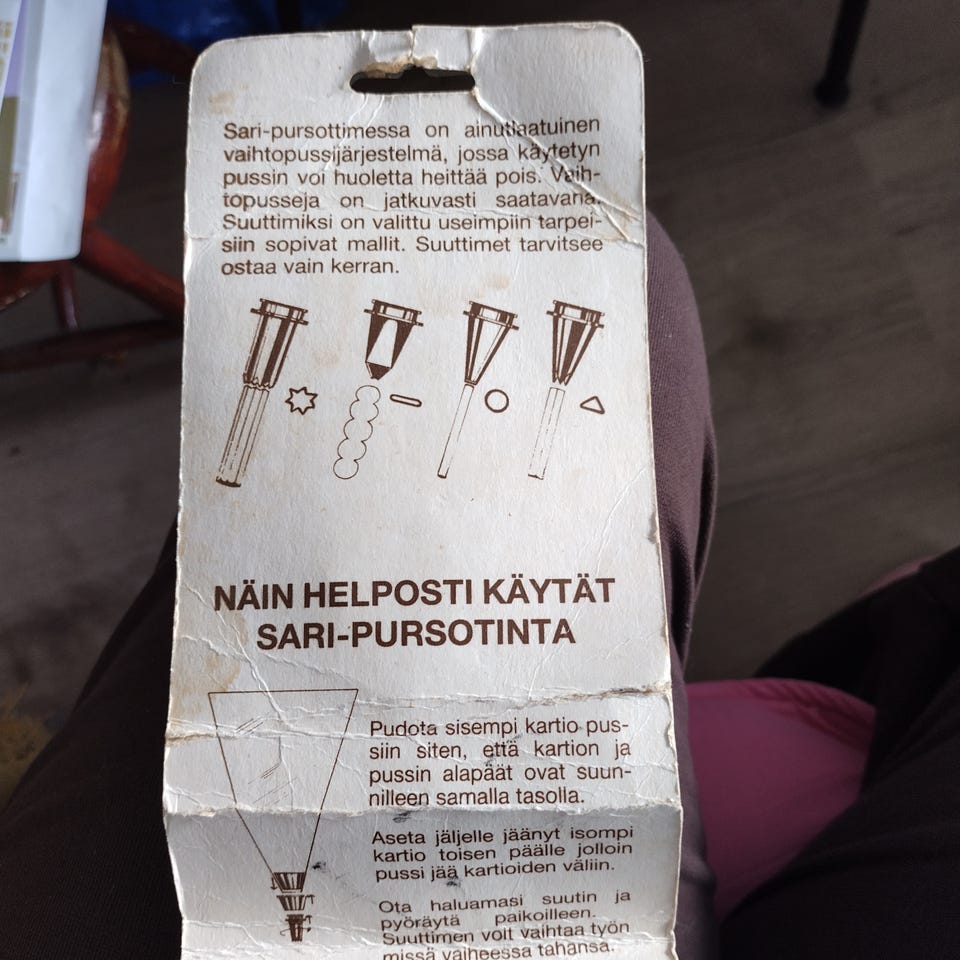 Sari-pursottimessa on ainutlaatuinen
vaihtopussijärjestelmä, jossa käytetyn
pussin voi huoletta heittää pois. Vaih-
topusseja on jatkuvasti saatavana.
Suuttimiksi on valittu useimpiin tarpei-
siin sopivat mallit. Suuttimet tarvitsee
ostaa vain kerran.
NÄIN HELPOSTI KÄYTÄT
SARI-PURSOTINTA
Pudota sisempi kartio pus-
siin siten, että kartion ja
pussin alapäät ovat suun-
nilleen samalla tasolla.
Aseta jäljelle jäänyt isompi
kartio toisen päälle jolloin
pussi jää kartioiden väliin.
Ota haluamasi suutin ja
pyöräytä paikoilleen.
Suuttimen voit vaihtaa työn
missä vaiheessa tahansa.